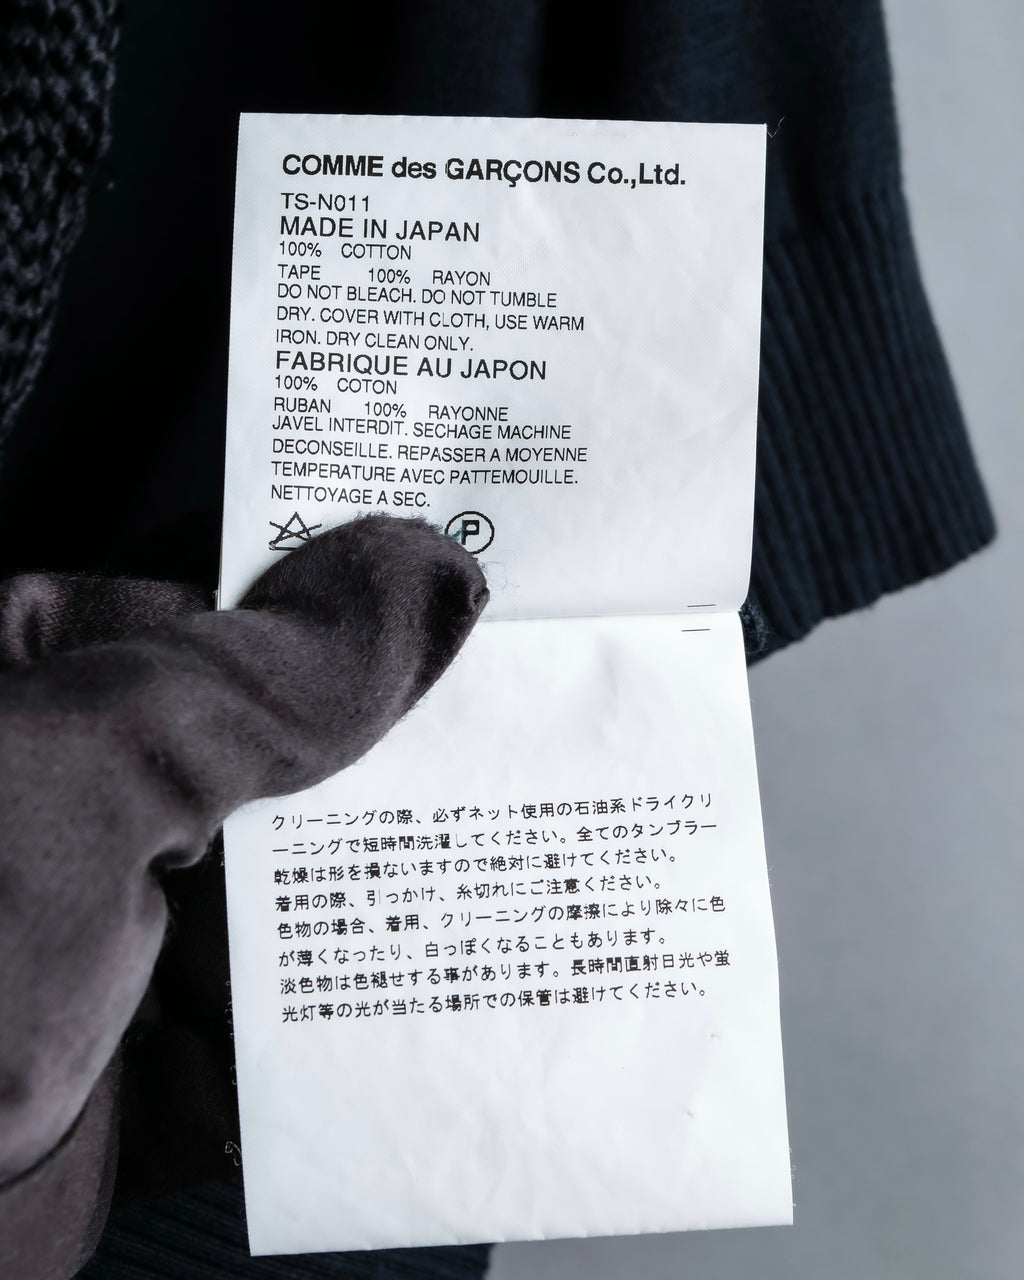 COMME des GARÇONS Co.,Ltd.
TS-N011
MADE IN JAPAN
100% COTTON
TAPE 100% RAYON
DO NOT BLEACH. DO NOT TUMBLE
DRY. COVER WITH CLOTH, USE WARM
IRON. DRY CLEAN ONLY.
FABRIQUE AU JAPON
100% COTON
RUBAN 100% RAYONNE
JAVEL INTERDIT. SECHAGE MACHINE
DECONSEILLE. REPASSER A MOYENNE
TEMPERATURE AVEC PATTEMOUILLE.
NETTOYAGE A SEC.
P
クリーニングの際、必ずネット使用の石油系ドライクリ
ーニングで短時間洗濯してください。全てのタンブラー
乾燥は形を損ないますので絶対に避けてください。
着用の際、引っかけ、糸切れにご注意ください。
色物の場合、着用、クリーニングの摩擦により除々に色
が薄くなったり、白っぽくなることもあります。
淡色物は色褪せする事があります。長時間直射日光や蛍
光灯等の光が当たる場所での保管は避けてください。